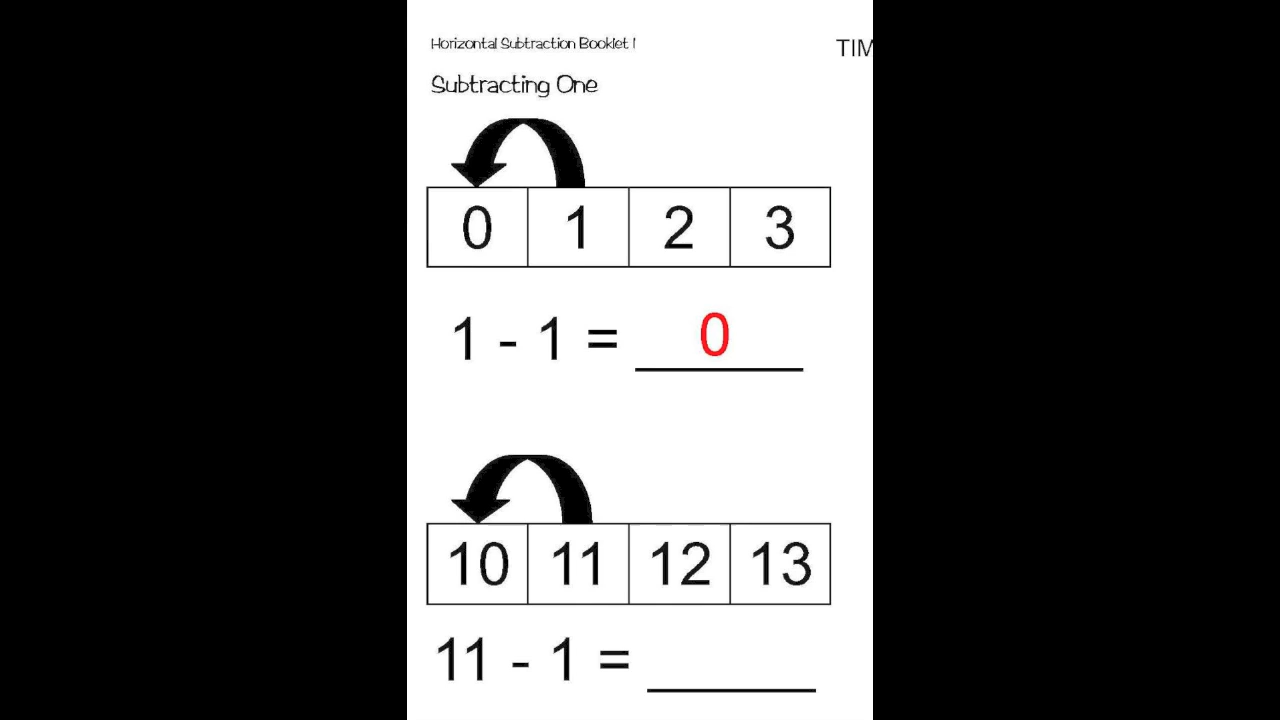 Horizontal Subtraction Booklet 1
TIM
Subtracting One
0 1 2 3
1 - 1 = 0
10 11 12 13
11 - 1 =